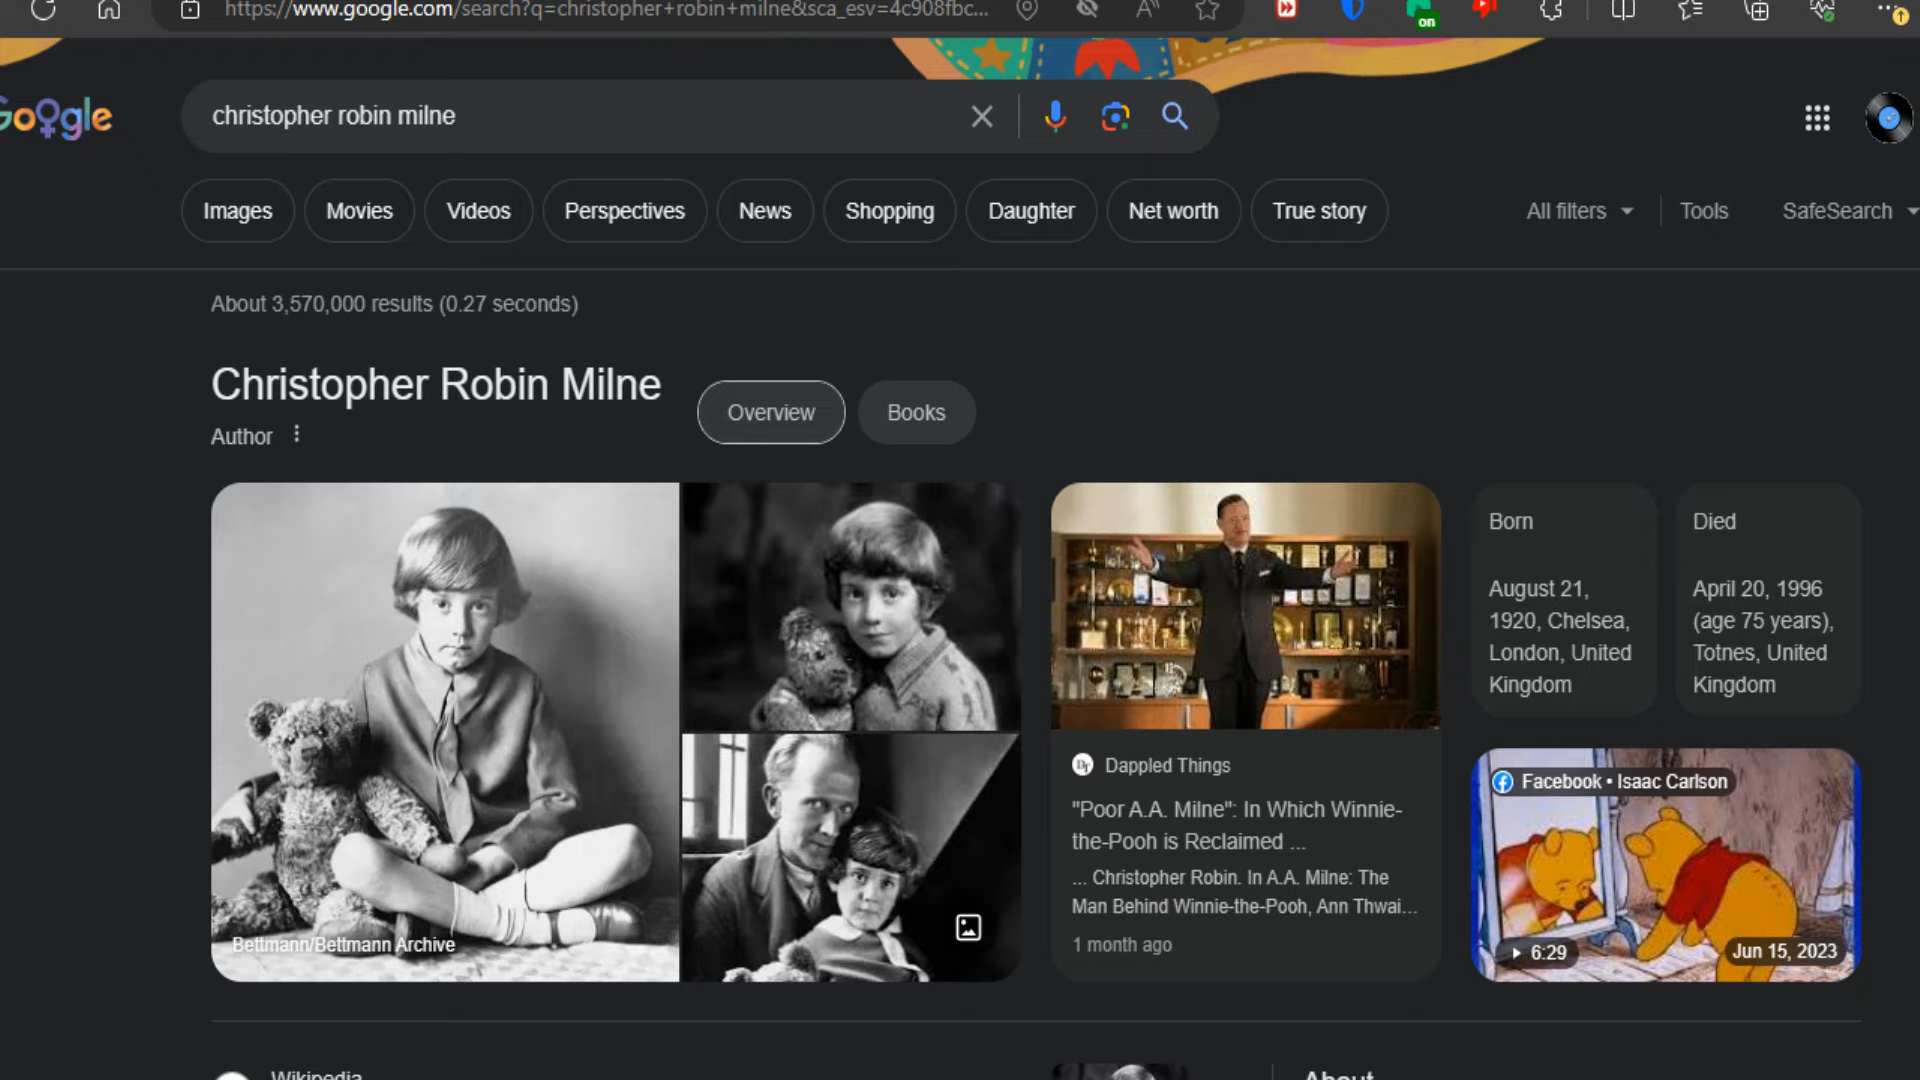 https://www.google.com/search?q=christopher+robin+milne&sca_esv=4c908fbc...
on
Google
christopher robin milne
Images
Movies
Videos
Perspectives
News
Shopping
Daughter
Net worth
True story
All filters
Tools
SafeSearch
About 3,570,000 results (0.27 seconds)
Christopher Robin Milne
Author
Overview
Books
Bettmann/Bettmann Archive
Dappled Things
"Poor A.A. Milne": In Which Winnie-
the-Pooh is Reclaimed ...
... Christopher Robin. In A.A. Milne: The
Man Behind Winnie-the-Pooh, Ann Thwai...
1 month ago
Born
August 21,
1920, Chelsea,
London, United
Kingdom
Died
April 20, 1996
(age 75 years),
Totnes, United
Kingdom
Facebook • Isaac Carlson
6:29
Jun 15, 2023
Wikipedia
About